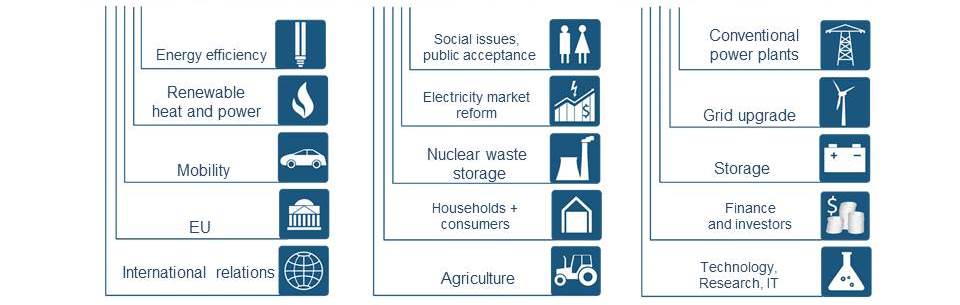 Energy efficiency
Renewable
heat and power
Mobility
EU
International relations
Social issues,
public acceptance
Electricity market
reform
$
Nuclear waste
storage
Households +
consumers
Agriculture
Conventional
power plants
Grid upgrade
Storage
+ −
Finance
and investors
$
Technology,
Research, IT